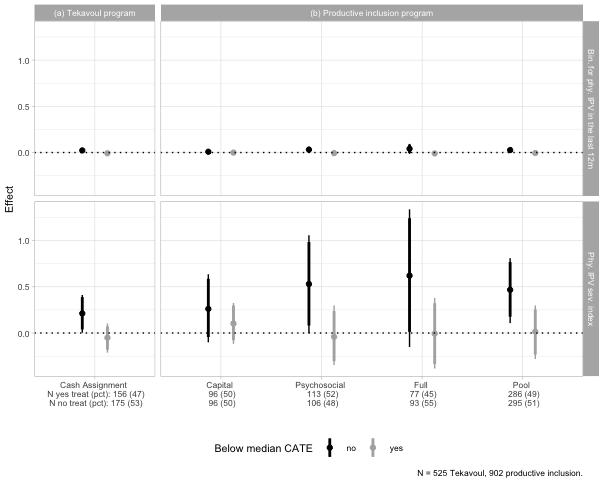 (a) Tekavoul program
(b) Productive inclusion program
Effect
1.0
0.5
0.0
Bin. for phy. IPV in the last 12m
1.0
0.5
0.0
Phy. IPV sev. index
Cash Assignment
N yes treat (pct): 156 (47)
N no treat (pct): 175 (53)
Capital
96 (50)
96 (50)
Psychosocial
113 (52)
106 (48)
Full
77 (45)
93 (55)
Pool
286 (49)
295 (51)
Below median CATE no yes
N = 525 Tekavoul, 902 productive inclusion.